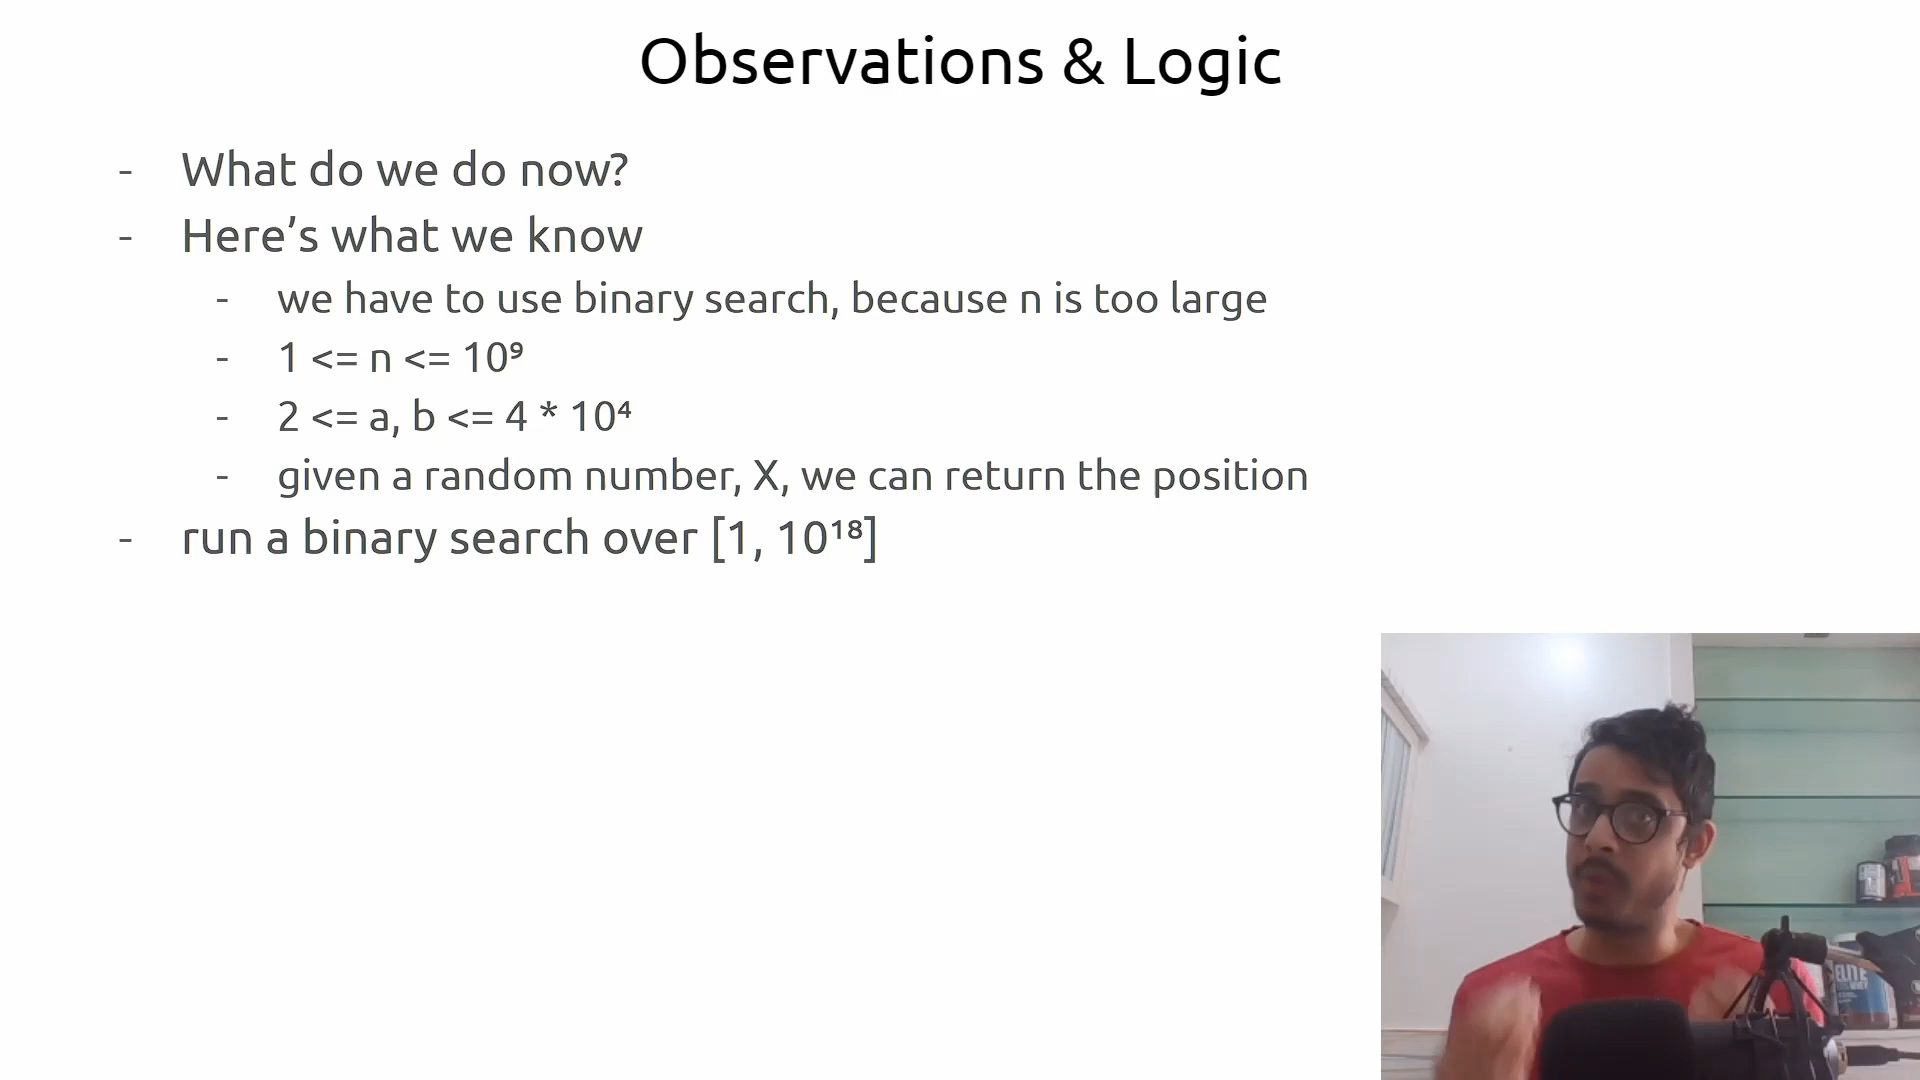 Observations & Logic
- What do we do now?
- Here’s what we know
- we have to use binary search, because n is too large
- 1 <= n <= 10⁹
- 2 <= a, b <= 4 * 10⁴
- given a random number, X, we can return the position
- run a binary search over [1, 10¹⁸]
ELITE